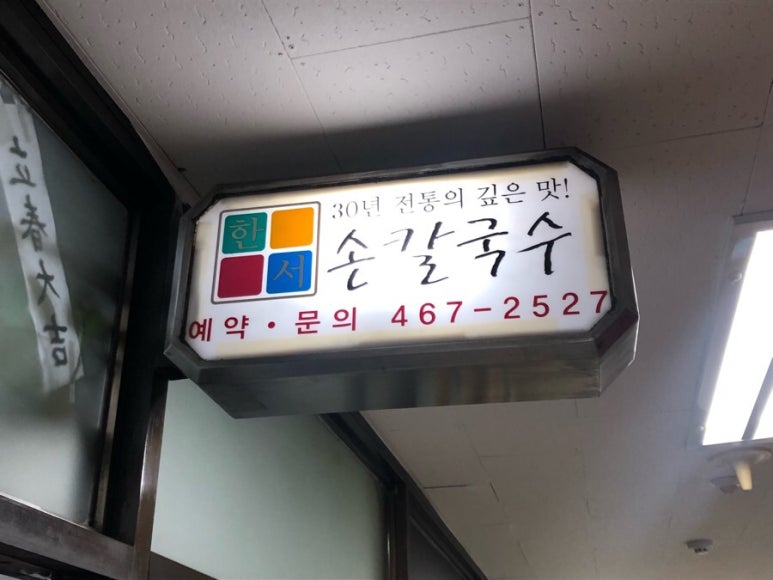 立春大吉
30년 전통의 깊은 맛!
한서
손칼국수
예약·문의 467-2527